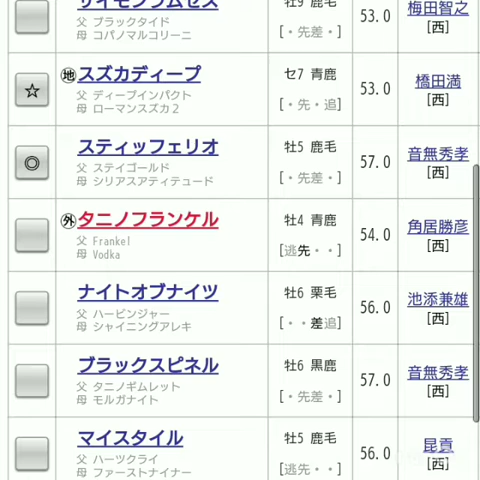 サイモンラムセス
父 ブラックタイド
母 コパノマルコリーニ
牡9 鹿毛
[・先差・]
53.0
梅田智之
[西]
☆
地 スズカディープ
父 ディープインパクト
母 ローマンスズカ2
セ7 青鹿
[・先・追]
53.0
橋田満
[西]
◎
スティッフェリオ
父 ステイゴールド
母 シリアスアティテュード
牡5 鹿毛
[・先差・]
57.0
音無秀孝
[西]
外 タニノフランケル
父 Frankel
母 Vodka
牡4 青鹿
[逃先・・]
54.0
角居勝彦
[西]
ナイトオブナイツ
父 ハービンジャー
母 シャイニングアレキ
牡6 栗毛
[・・差追]
56.0
池添兼雄
[西]
ブラックスピネル
父 タニノギムレット
母 モルガナイト
牡6 黒鹿
[・先差・]
57.0
音無秀孝
[西]
マイスタイル
父 ハーツクライ
母 ファーストナイナー
牡5 鹿毛
[逃先・・]
56.0
昆貢
[西]